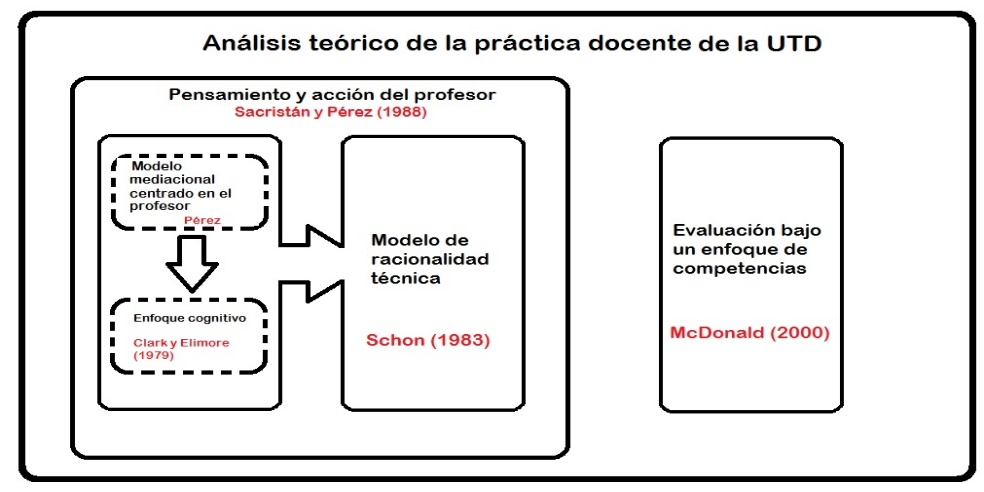 Análisis teórico de la práctica docente de la UTD
Pensamiento y acción del profesor
Sacristán y Pérez (1988)
Modelo
mediacional
centrado en el
profesor
Pérez
Enfoque cognitivo
Clark y Elimore
(1979)
Modelo de
racionalidad
técnica
Schon (1983)
Evaluación bajo
un enfoque de
competencias
McDonald (2000)